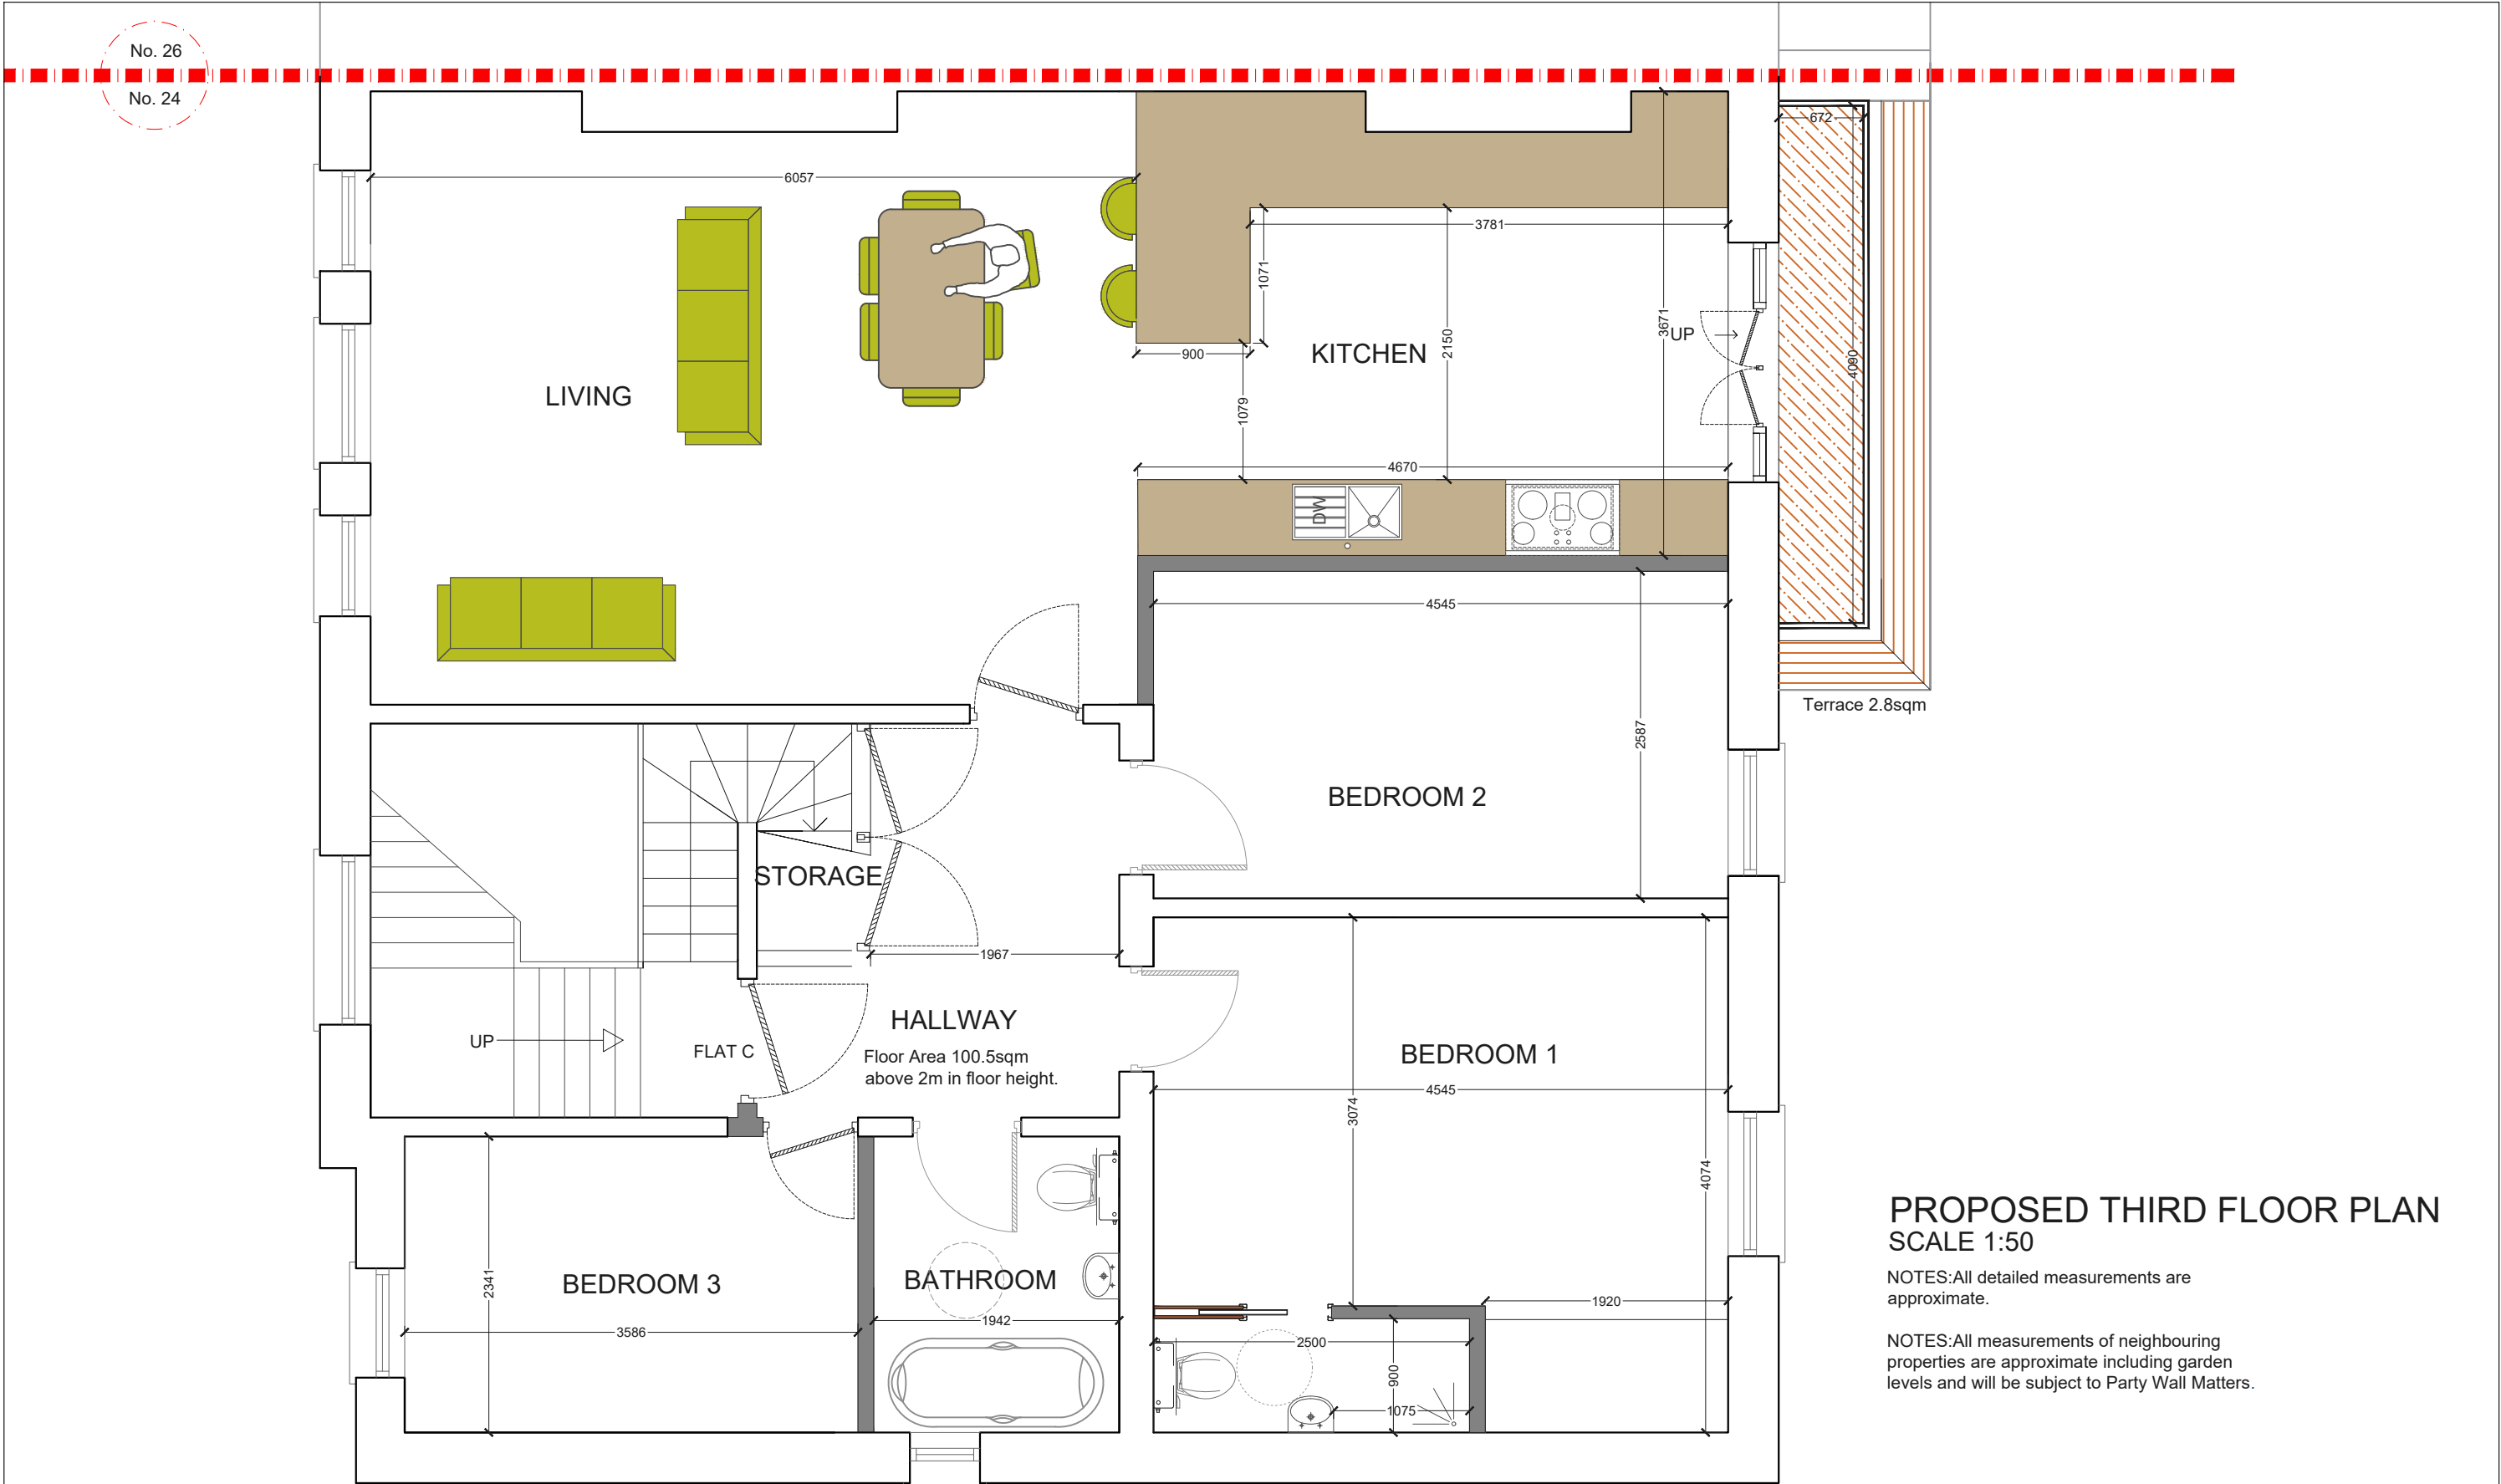 No. 26
No. 24
672
6057
3781
1071
3671
UP
2150
900
KITCHEN
4090
LIVING
1079
4670
DW
4545
Terrace 2.8sqm
2587
BEDROOM 2
STORAGE
1967
HALLWAY
UP
FLAT C
Floor Area 100.5sqm
above 2m in floor height.
BEDROOM 1
4545
3074
4074
PROPOSED THIRD FLOOR PLAN
SCALE 1:50
NOTES:All detailed measurements are
approximate.
NOTES:All measurements of neighbouring
properties are approximate including garden
levels and will be subject to Party Wall Matters.
2341
BEDROOM 3
BATHROOM
1920
3586
1942
2500
900
1075